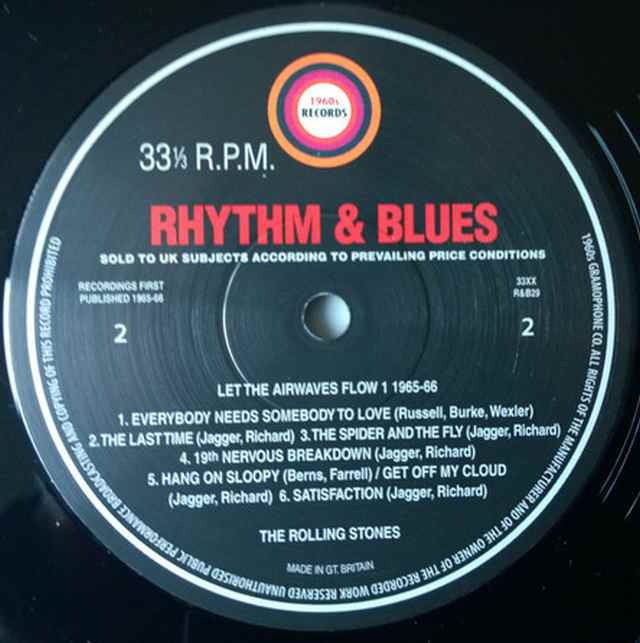 1960s
RECORDS
33⅓ R.P.M.
RHYTHM & BLUES
SOLD TO UK SUBJECTS ACCORDING TO PREVAILING PRICE CONDITIONS
RECORDINGS FIRST
PUBLISHED 1965-66
33XX
R&B29
2
2
LET THE AIRWAVES FLOW 1 1965-66
1. EVERYBODY NEEDS SOMEBODY TO LOVE (Russell, Burke, Wexler)
2.THE LAST TIME (Jagger, Richard) 3.THE SPIDER AND THE FLY (Jagger, Richard)
4. 19th NERVOUS BREAKDOWN (Jagger, Richard)
5. HANG ON SLOOPY (Berns, Farrell) / GET OFF MY CLOUD
(Jagger, Richard) 6. SATISFACTION (Jagger, Richard)
THE ROLLING STONES
MADE IN GT. BRITAIN
1960s GRAMOPHONE CO. ALL RIGHTS OF THE MANUFACTURER AND OF THE OWNER OF THE RECORDED WORK RESERVED UNAUTHORISED PUBLIC PERFORMANCE BROADCASTING AND COPYING OF THIS RECORD PROHIBITED